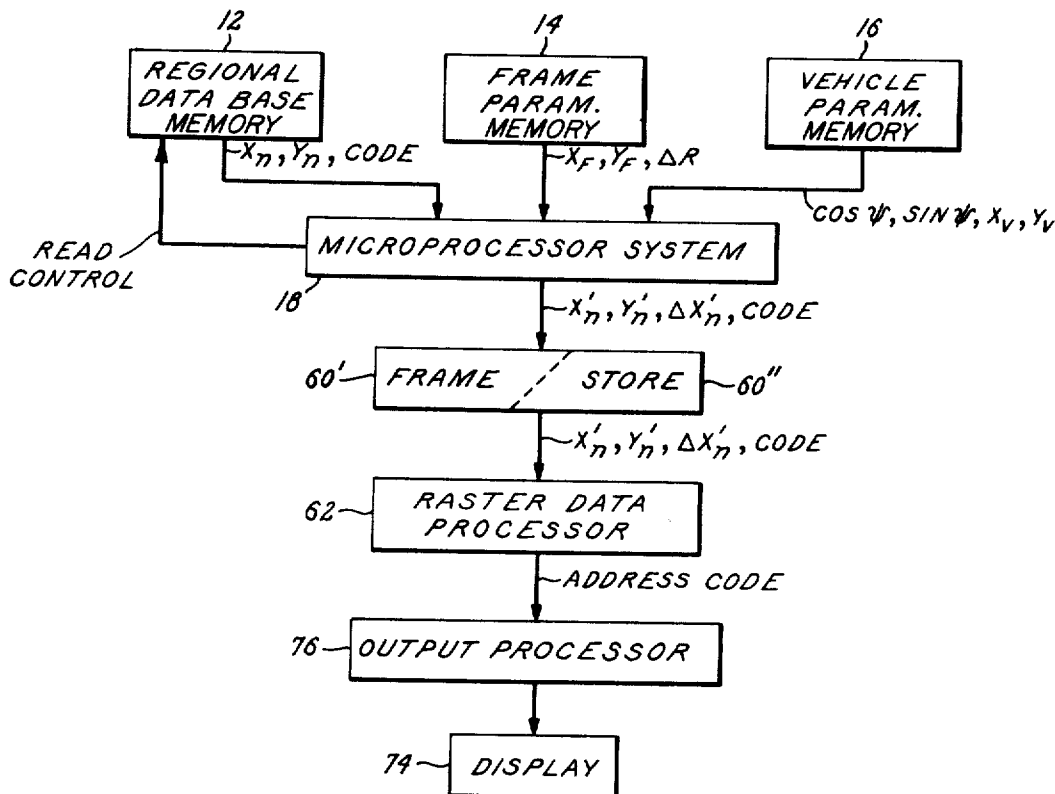 12
14
16
REGIONAL
DATA BASE
MEMORY
FRAME
PARAM.
MEMORY
VEHICLE
PARAM.
MEMORY
Xn, Yn, CODE
XF, YF, ΔR
COS ψ, SIN ψ, Xv, Yv
READ
CONTROL
MICROPROCESSOR SYSTEM
18
X'n, Y'n, ΔX'n, CODE
60'
FRAME
STORE
60"
X'n, Y'n, ΔX'n, CODE
62
RASTER DATA
PROCESSOR
ADDRESS CODE
76
OUTPUT PROCESSOR
74
DISPLAY